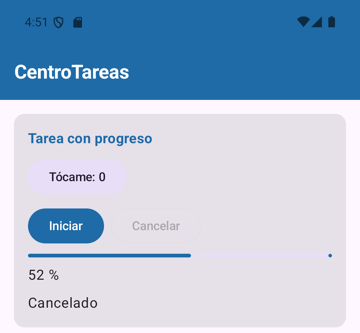 4:51
CentroTareas
Tarea con progreso
Tócame: 0
Iniciar Cancelar
52 %
Cancelado